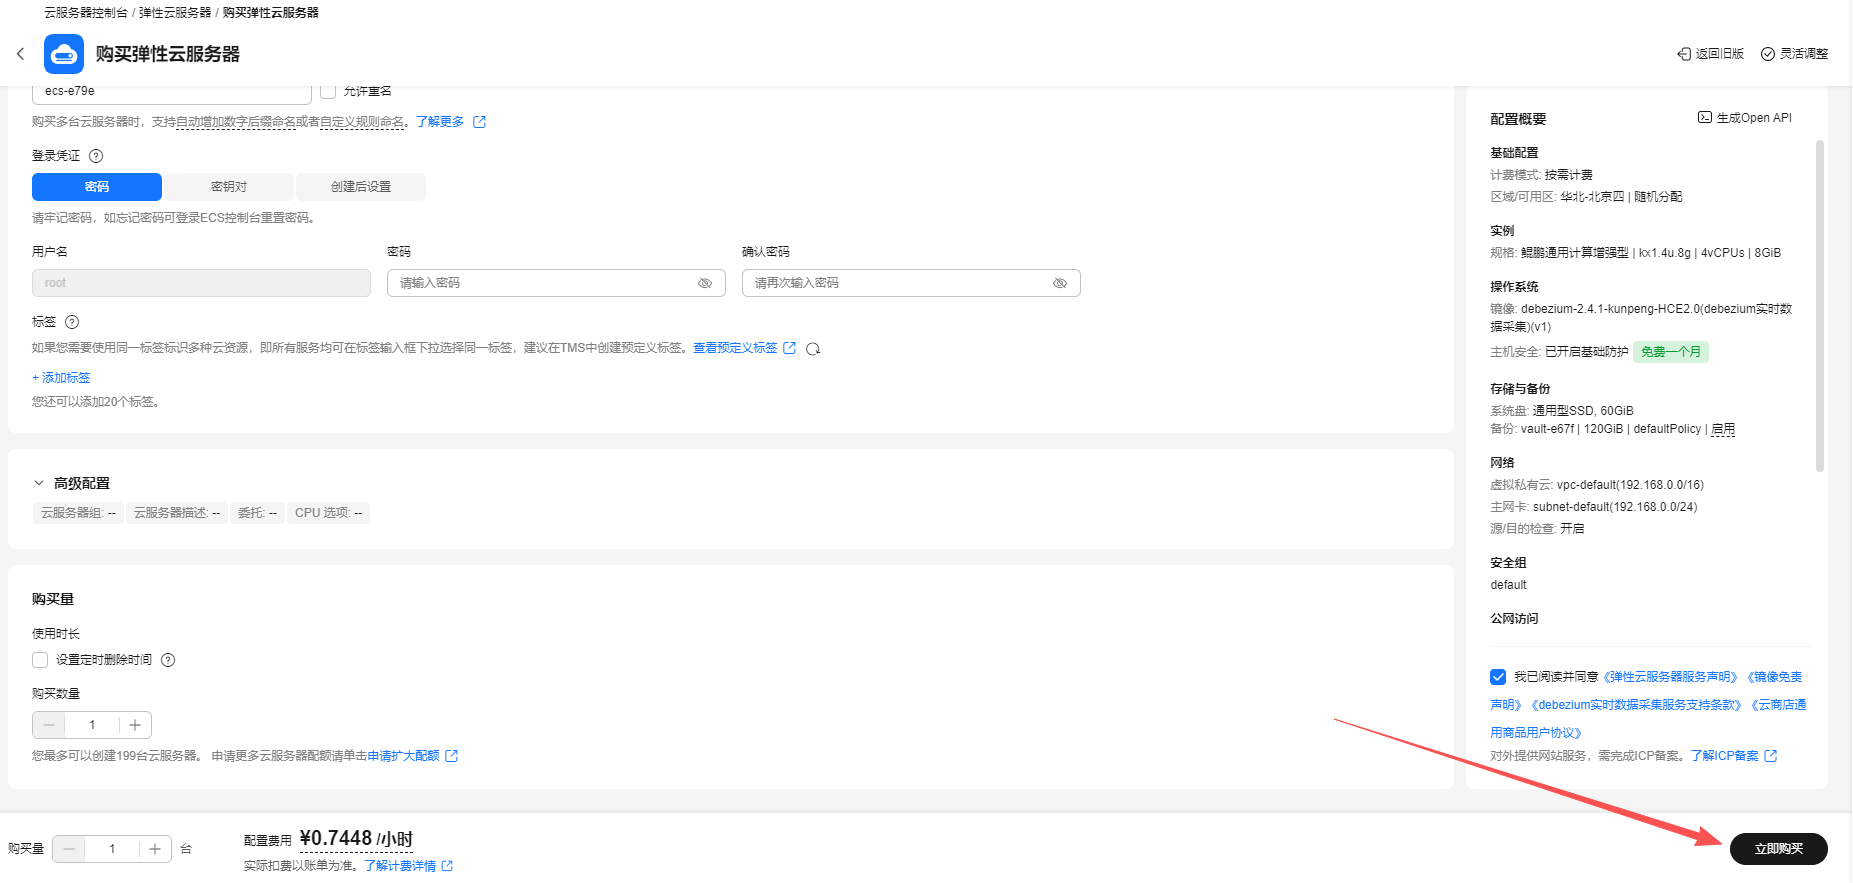 云服务器控制台 / 弹性云服务器 / 购买弹性云服务器
购买弹性云服务器
返回旧版
灵活调整
ecs-e79e
允许重名
购买多台云服务器时，支持自动增加数字后缀命名或者自定义规则命名。了解更多
登录凭证
密码
密钥对
创建后设置
请牢记密码，如忘记密码可登录ECS控制台重置密码。
用户名
密码
确认密码
root
请输入密码
请再次输入密码
标签
如果您需要使用同一标签标识多种云资源，即所有服务均可在标签输入框下拉选择同一标签，建议在TMS中创建预定义标签。查看预定义标签
+ 添加标签
您还可以添加20个标签。
高级配置
云服务器组: --
云服务器描述: --
委托: --
CPU 选项: --
购买量
使用时长
设置定时删除时间
购买数量
1
您最多可以创建199台云服务器。 申请更多云服务器配额请单击申请扩大配额
配置概要
生成Open API
基础配置
计费模式: 按需计费
区域/可用区: 华北-北京四 | 随机分配
实例
规格: 鲲鹏通用计算增强型 | kx1.4u.8g | 4vCPUs | 8GiB
操作系统
镜像: debezium-2.4.1-kunpeng-HCE2.0(debezium实时数
据采集)(v1)
主机安全: 已开启基础防护 免费一个月
存储与备份
系统盘: 通用型SSD, 60GiB
备份: vault-e67f | 120GiB | defaultPolicy | 启用
网络
虚拟私有云: vpc-default(192.168.0.0/16)
主网卡: subnet-default(192.168.0.0/24)
源/目的检查: 开启
安全组
default
公网访问
我已阅读并同意《弹性云服务器服务声明》《镜像免责
声明》《debezium实时数据采集服务支持条款》《云商店通
用商品用户协议》
对外提供网站服务，需完成ICP备案。了解ICP备案
购买量
1
台
配置费用 ¥0.7448 /小时
实际扣费以账单为准。了解计费详情
立即购买